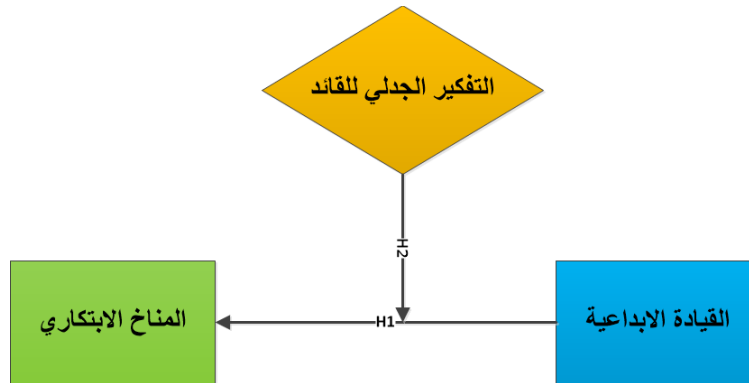 التفكير الجدلي للقائد
H2
القيادة الابداعية
H1
المناخ الابتكاري